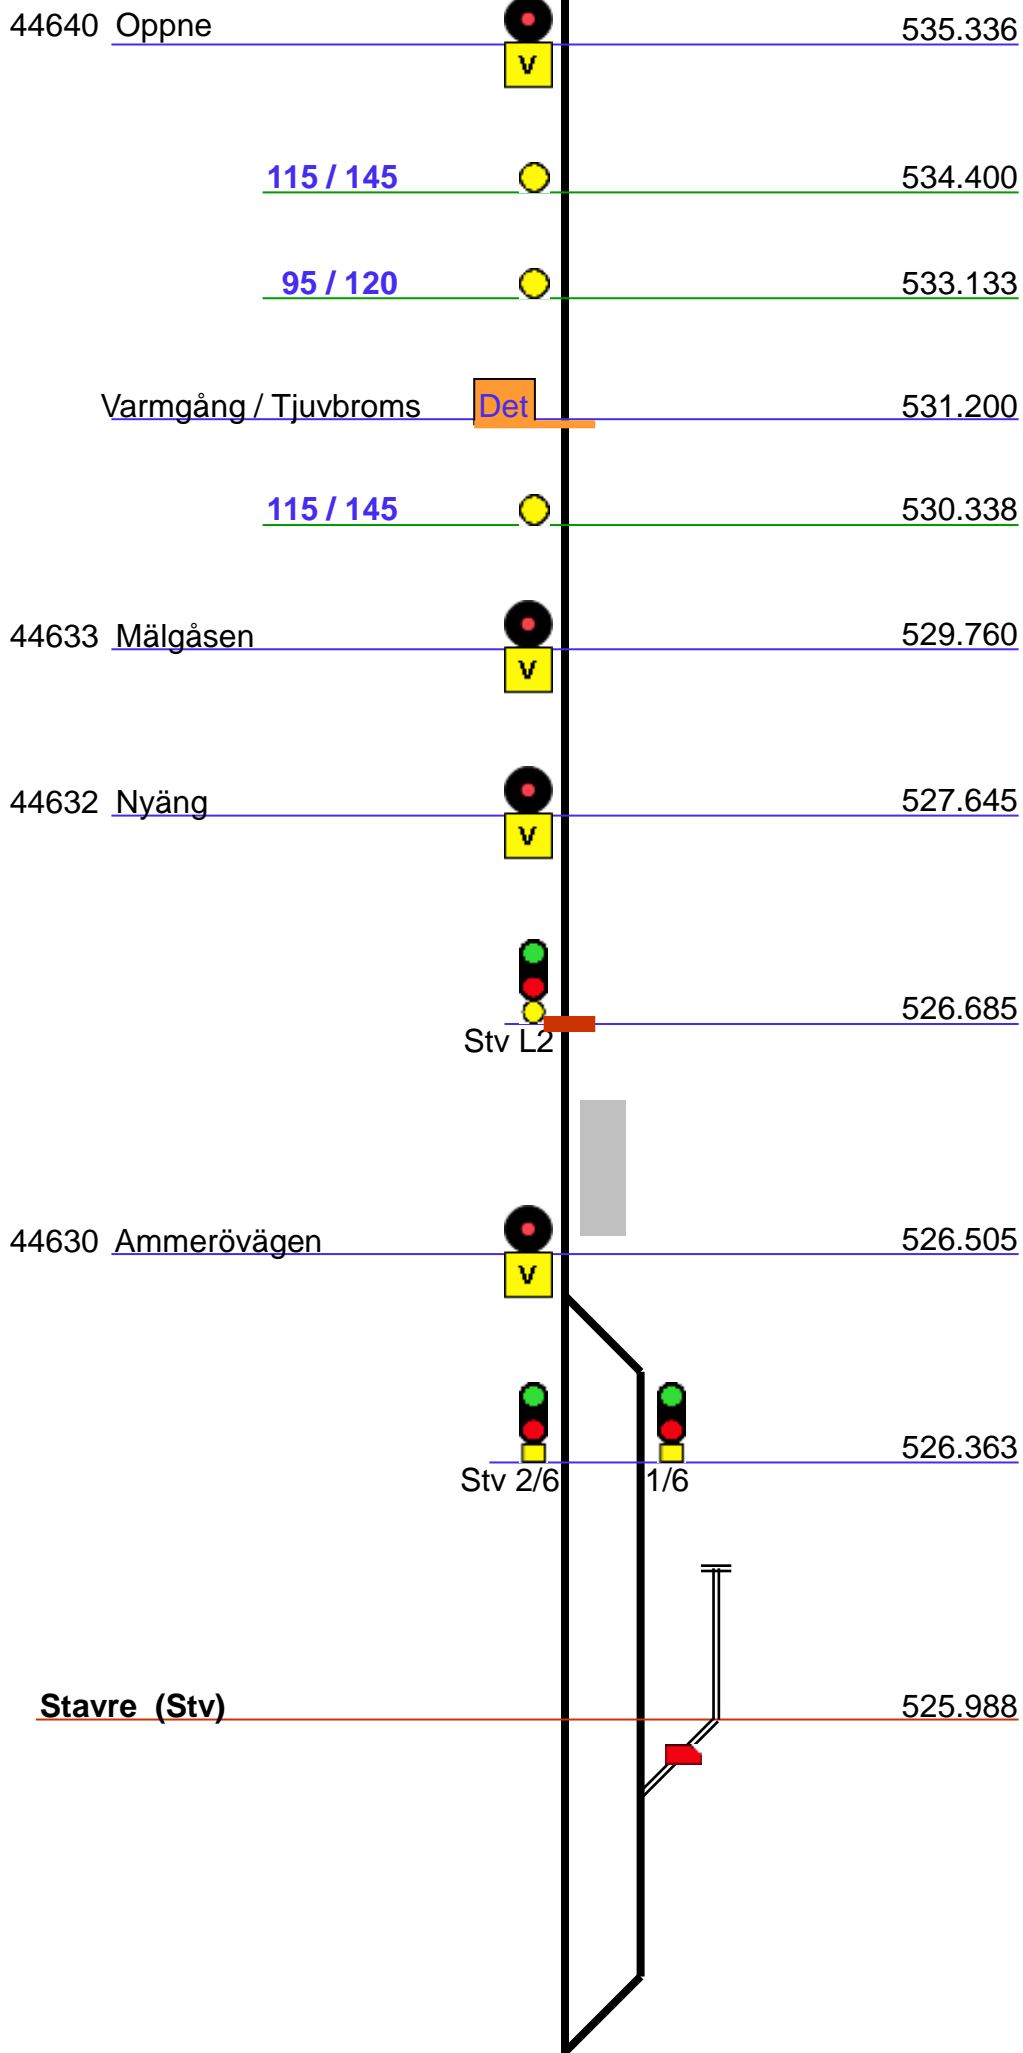 44640 Oppne 535.336
V
115 / 145 534.400
95 / 120 533.133
Varmgång / Tjuvbroms Det 531.200
115 / 145 530.338
44633 Mälgåsen 529.760
V
44632 Nyäng 527.645
V
526.685
Stv L2
44630 Ammerövägen 526.505
V
526.363
Stv 2/6 1/6
Stavre (Stv) 525.988